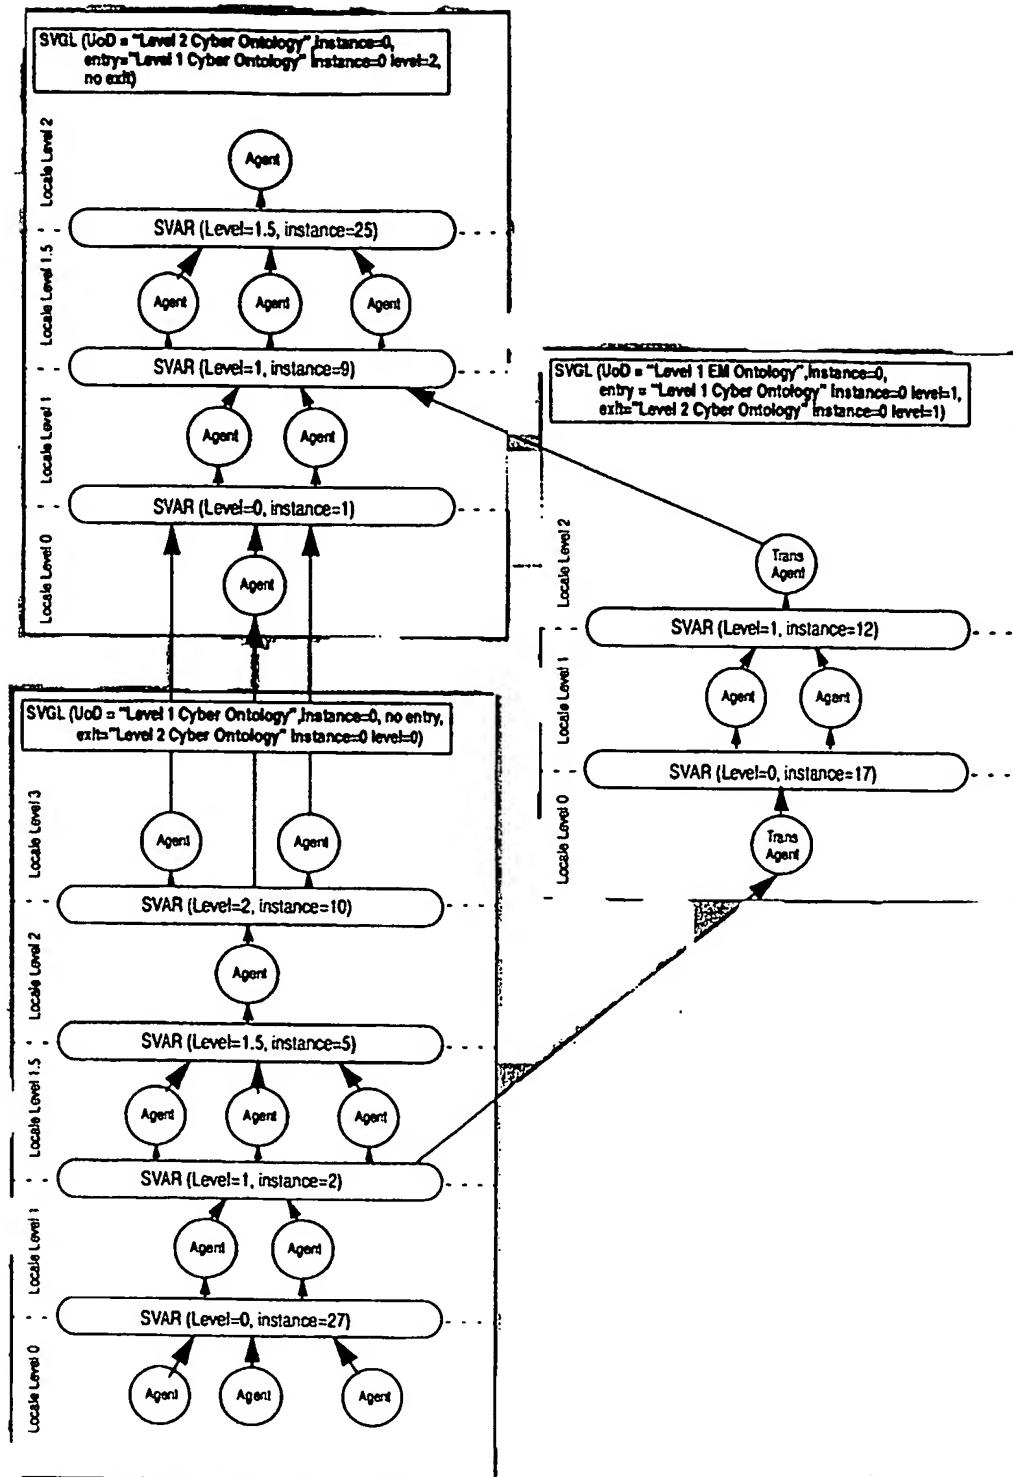 SVGL (UoD = "Level 2 Cyber Ontology",instance=0,
entry="Level 1 Cyber Ontology" instance=0 level=2,
no exit)
Locale Level 2
Agent
SVAR (Level=1.5, instance=25)
Locale Level 1.5
Agent
Agent
Agent
SVAR (Level=1, instance=9)
Locale Level 1
Agent
Agent
SVAR (Level=0, instance=1)
Locale Level 0
Agent
SVGL (UoD = "Level 1 EM Ontology",instance=0,
entry = "Level 1 Cyber Ontology" instance=0 level=1,
exit="Level 2 Cyber Ontology" instance=0 level=1)
Locale Level 2
Trans
Agent
SVAR (Level=1, instance=12)
Locale Level 1
Agent
Agent
SVAR (Level=0, instance=17)
Locale Level 0
Trans
Agent
SVGL (UoD = "Level 1 Cyber Ontology",instance=0, no entry,
exit="Level 2 Cyber Ontology" instance=0 level=0)
Locale Level 3
Agent
Agent
SVAR (Level=2, instance=10)
Locale Level 2
Agent
SVAR (Level=1.5, instance=5)
Locale Level 1.5
Agent
Agent
Agent
SVAR (Level=1, instance=2)
Locale Level 1
Agent
Agent
SVAR (Level=0, instance=27)
Locale Level 0
Agent
Agent
Agent